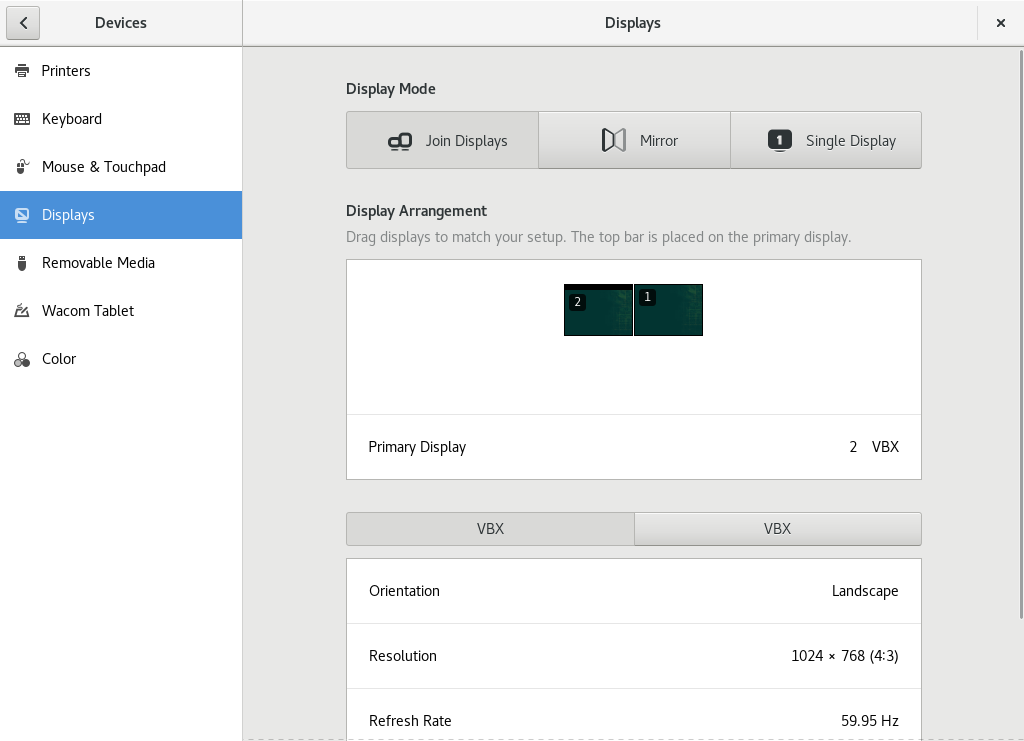 Devices
Displays
Printers
Keyboard
Mouse & Touchpad
Displays
Removable Media
Wacom Tablet
Color
Display Mode
Join Displays
Mirror
1
Single Display
Display Arrangement
Drag displays to match your setup. The top bar is placed on the primary display.
2
1
Primary Display
2 VBX
VBX
VBX
Orientation
Landscape
Resolution
1024 × 768 (4:3)
Refresh Rate
59.95 Hz